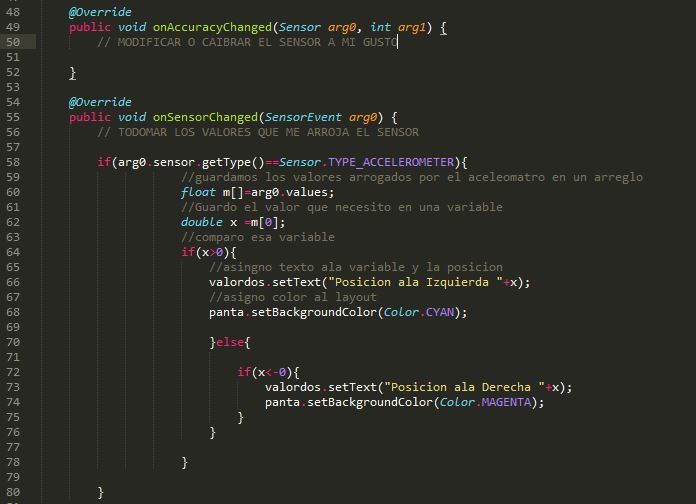 48 @Override
49 public void onAccuracyChanged(Sensor arg0, int arg1) {
50 // MODIFICAR O CAIBRAR EL SENSOR A MI GUSTO
51
52 }
53
54 @Override
55 public void onSensorChanged(SensorEvent arg0) {
56 // TODOMAR LOS VALORES QUE ME ARROJA EL SENSOR
57
58 if(arg0.sensor.getType()==Sensor.TYPE_ACCELEROMETER){
59 //guardamos los valores arrogados por el aceleomatro en un arreglo
60 float m[]=arg0.values;
61 //Guardo el valor que necesito en una variable
62 double x =m[0];
63 //comparo esa variable
64 if(x>0){
65 //asingno texto ala variable y la posicion
66 valordos.setText("Posicion ala Izquierda "+x);
67 //asigno color al layout
68 panta.setBackgroundColor(Color.CYAN);
69
70 }else{
71
72 if(x<-0){
73 valordos.setText("Posicion ala Derecha "+x);
74 panta.setBackgroundColor(Color.MAGENTA);
75 }
76 }
77
78 }
79
80 }